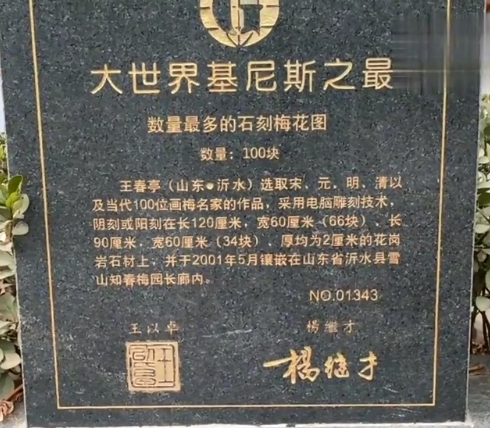 大世界基尼斯之最
数量最多的石刻梅花图
数量：100块
王春亭（山东●沂水）选取宋、元、明、清以
及当代100位画梅名家的作品，采用电脑雕刻技术，
阴刻或阳刻在长120厘米，宽60厘米（66块）、长
90厘米，宽60厘米（34块）、厚均为2厘米的花岗
岩石材上，并于2001年5月镶嵌在山东省沂水县雪
山知春梅园长廊内。
NO.01343
王以卓 楊继才
楊继才